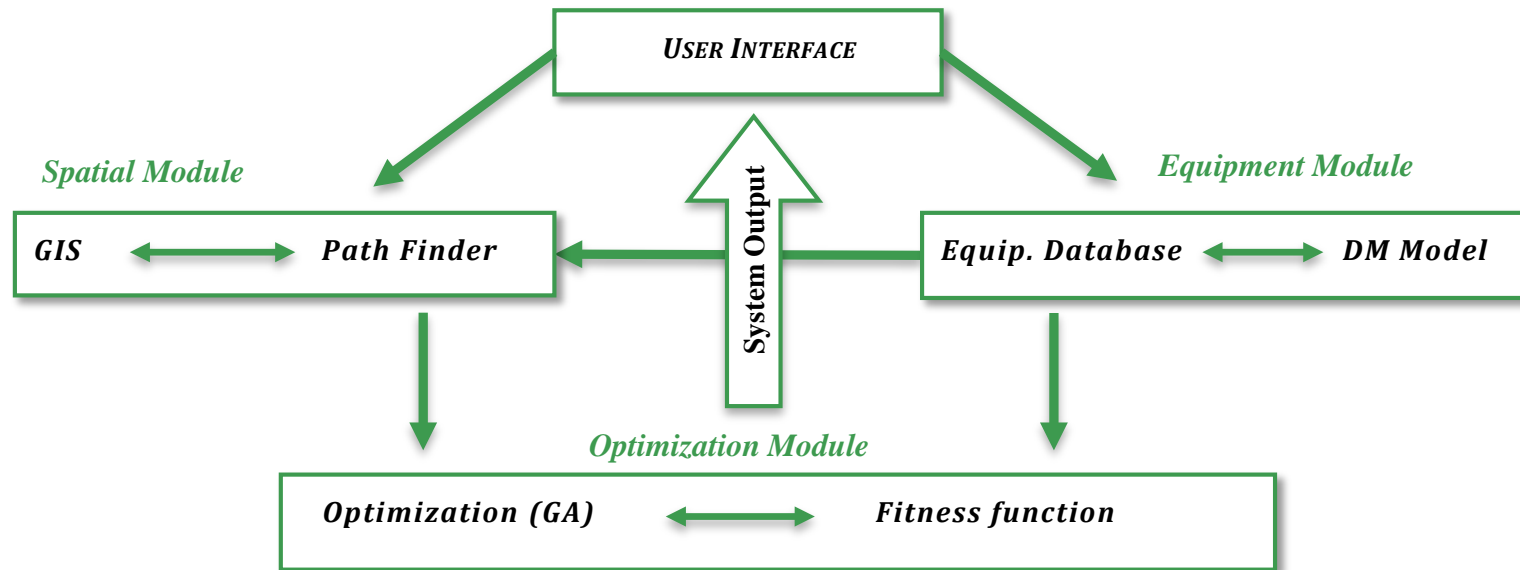 USER INTERFACE
Spatial Module
Equipment Module
GIS Path Finder
System Output
Equip. Database DM Model
Optimization Module
Optimization (GA) Fitness function